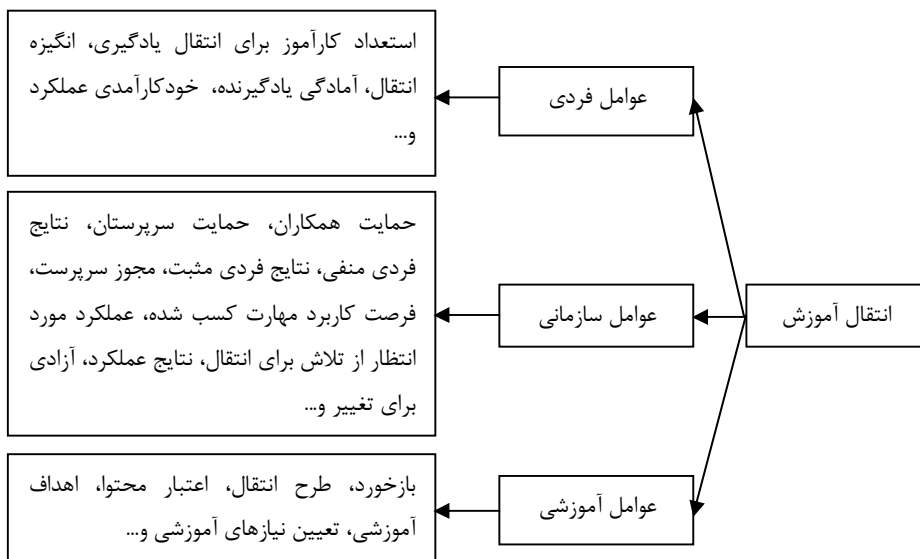 انتقال آموزش
عوامل فردی
استعداد کارآموز برای انتقال یادگیری، انگیزه
انتقال، آمادگی یادگیرنده، خودکارآمدی عملکرد
و...
عوامل سازمانی
حمایت همکاران، حمایت سرپرستان، نتایج
فردی منفی، نتایج فردی مثبت، مجوز سرپرست،
فرصت کاربرد مهارت کسب شده، عملکرد مورد
انتظار از تلاش برای انتقال، نتایج عملکرد، آزادی
برای تغییر و...
عوامل آموزشی
بازخورد، طرح انتقال، اعتبار محتوا، اهداف
آموزشی، تعیین نیازهای آموزشی و...